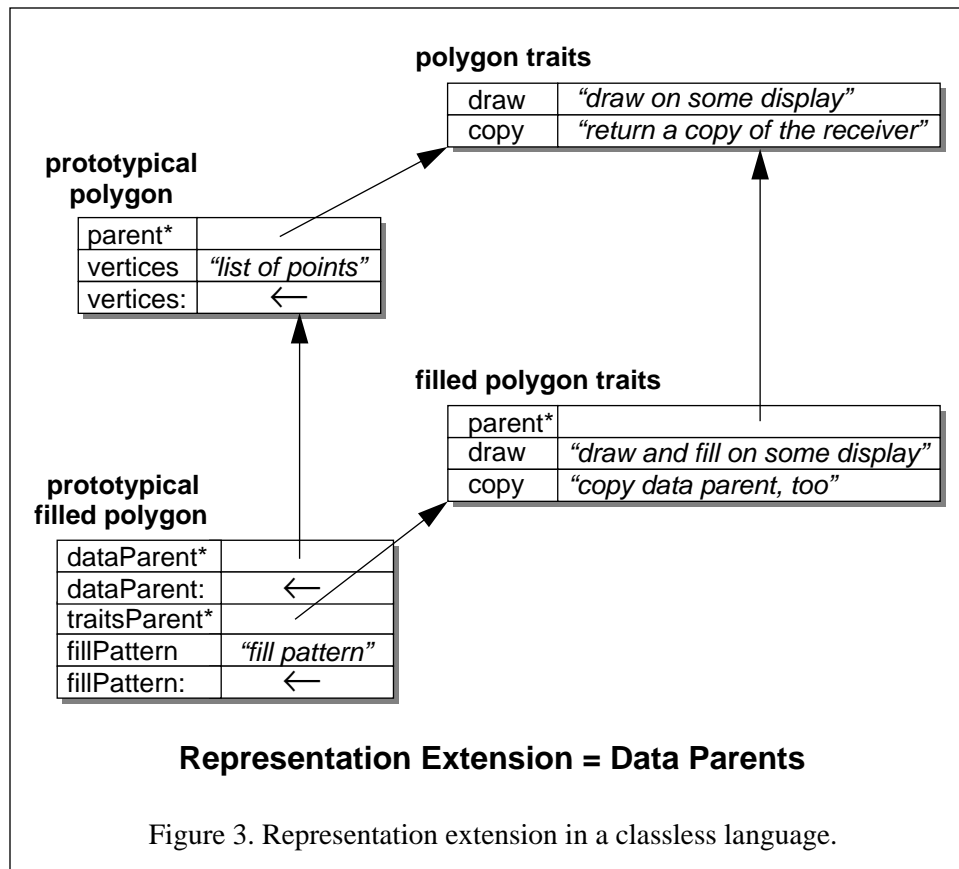 polygon traits
draw “draw on some display”
copy “return a copy of the receiver”
prototypical
polygon
parent*
vertices “list of points”
vertices: ←
filled polygon traits
parent*
draw “draw and fill on some display”
copy “copy data parent, too”
prototypical
filled polygon
dataParent*
dataParent: ←
traitsParent*
fillPattern “fill pattern”
fillPattern: ←
Representation Extension = Data Parents
Figure 3. Representation extension in a classless language.